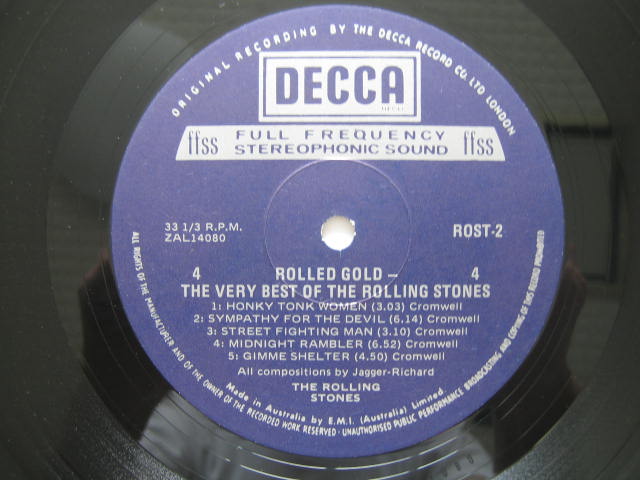 ORIGINAL RECORDING BY THE DECCA RECORD CO. LTD LONDON
DECCA
DECCA
ffss FULL FREQUENCY ffss
STEREOPHONIC SOUND
33 1/3 R.P.M.
ZAL14080
ROST-2
4 ROLLED GOLD – 4
THE VERY BEST OF THE ROLLING STONES
1: HONKY TONK WOMEN (3.03) Cromwell
2: SYMPATHY FOR THE DEVIL (6.14) Cromwell
3: STREET FIGHTING MAN (3.10) Cromwell
4: MIDNIGHT RAMBLER (6.52) Cromwell
5: GIMME SHELTER (4.50) Cromwell
All compositions by Jagger-Richard
THE ROLLING
STONES
Made in Australia by E.M.I. (Australia) Limited
ALL RIGHTS OF THE MANUFACTURER AND OF THE OWNER OF THE RECORDED WORK RESERVED · UNAUTHORISED PUBLIC PERFORMANCE BROADCASTING AND COPYING OF THIS RECORD PROHIBITED